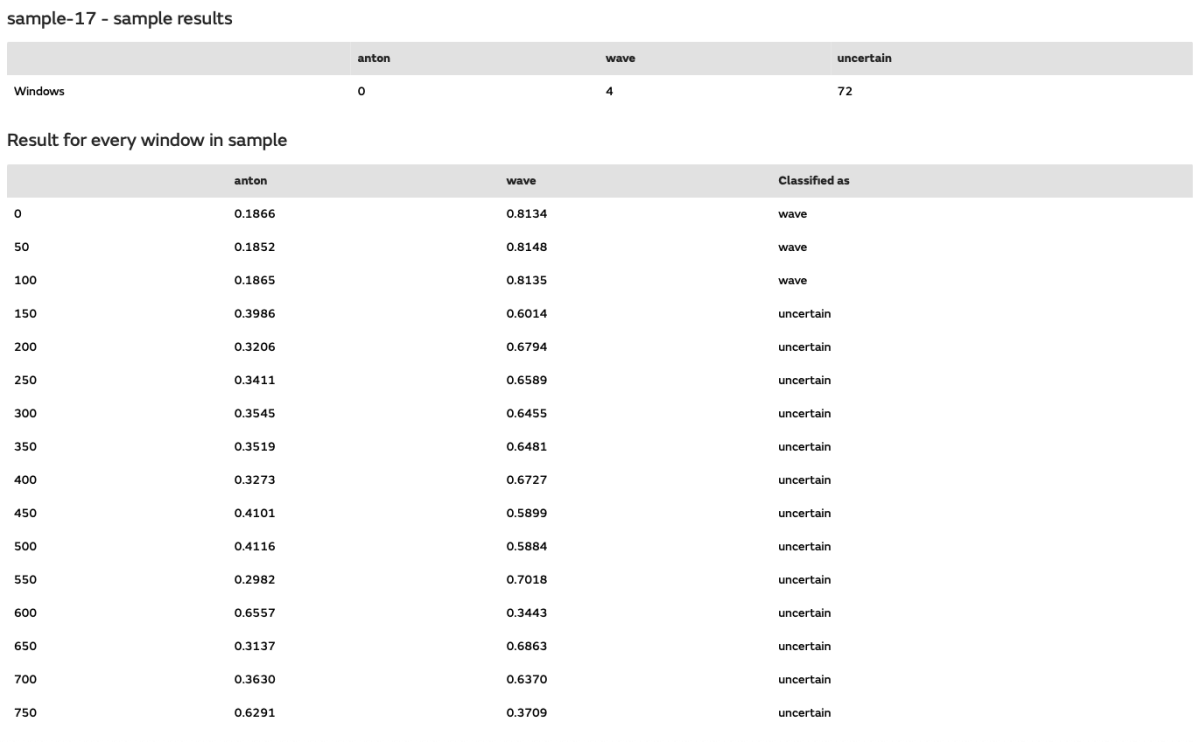 sample-17 - sample results
anton wave uncertain
Windows 0 4 72
Result for every window in sample
anton wave Classified as
0 0.1866 0.8134 wave
50 0.1852 0.8148 wave
100 0.1865 0.8135 wave
150 0.3986 0.6014 uncertain
200 0.3206 0.6794 uncertain
250 0.3411 0.6589 uncertain
300 0.3545 0.6455 uncertain
350 0.3519 0.6481 uncertain
400 0.3273 0.6727 uncertain
450 0.4101 0.5899 uncertain
500 0.4116 0.5884 uncertain
550 0.2982 0.7018 uncertain
600 0.6557 0.3443 uncertain
650 0.3137 0.6863 uncertain
700 0.3630 0.6370 uncertain
750 0.6291 0.3709 uncertain